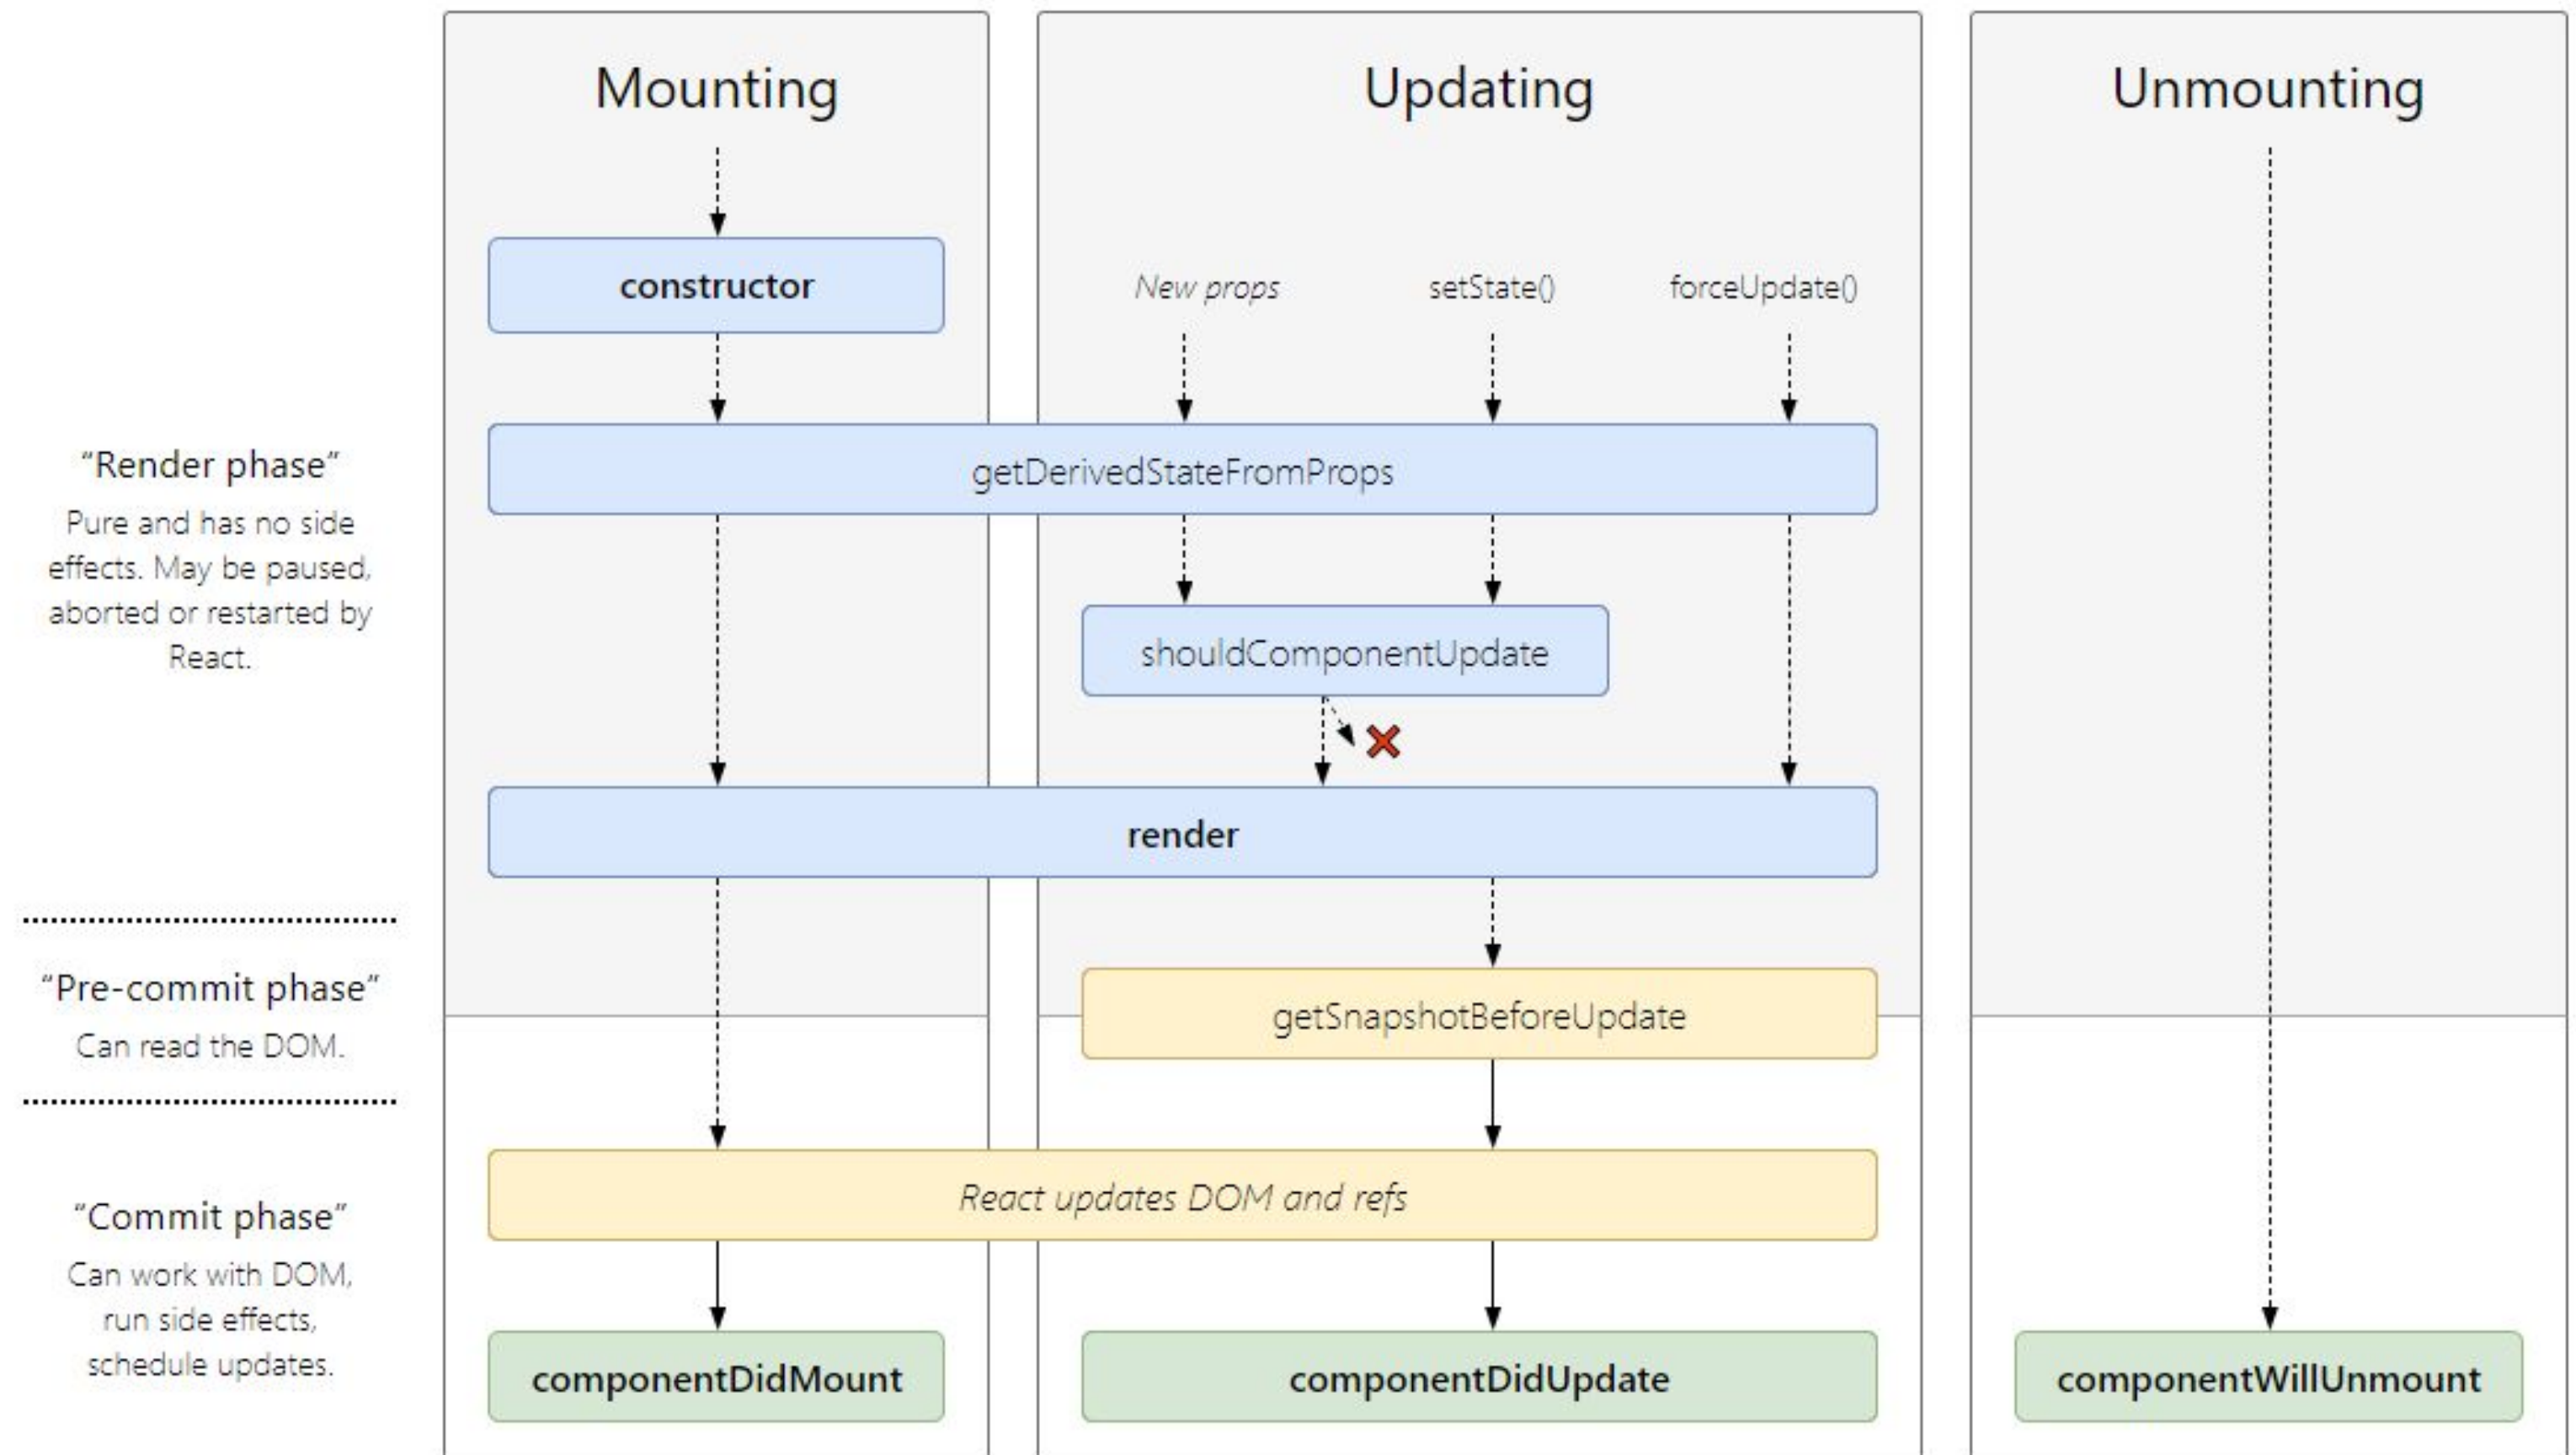 Mounting
Updating
Unmounting
constructor
New props
setState()
forceUpdate()
getDerivedStateFromProps
“Render phase”
Pure and has no side
effects. May be paused,
aborted or restarted by
React.
shouldComponentUpdate
render
“Pre-commit phase”
Can read the DOM.
getSnapshotBeforeUpdate
React updates DOM and refs
“Commit phase”
Can work with DOM,
run side effects,
schedule updates.
componentDidMount
componentDidUpdate
componentWillUnmount